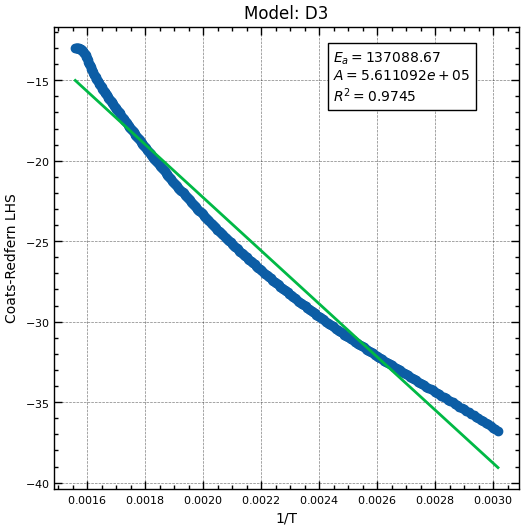 Model: D3
E_a = 137088.67
A = 5.611092e + 05
R^2 = 0.9745
Coats-Redfern LHS
−15
−20
−25
−30
−35
−40
0.0016 0.0018 0.0020 0.0022 0.0024 0.0026 0.0028 0.0030
1/T